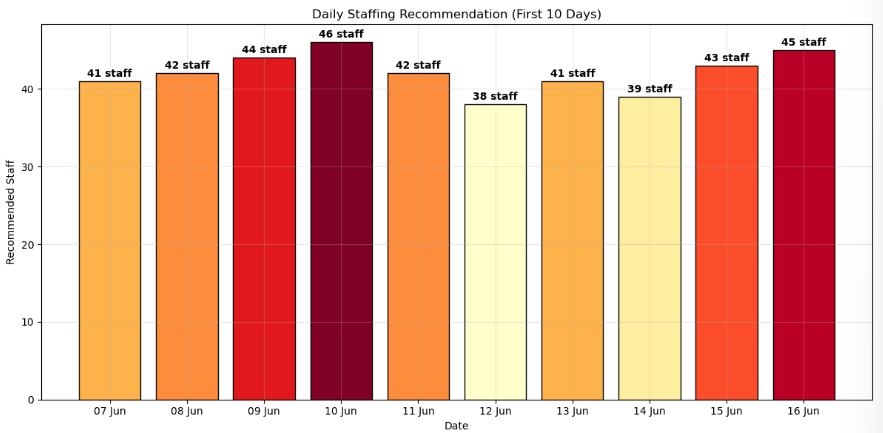 Daily Staffing Recommendation (First 10 Days)
46 staff
45 staff
44 staff
43 staff
42 staff
42 staff
41 staff
41 staff
39 staff
38 staff
40
30
20
10
0
Recommended Staff
07 Jun 08 Jun 09 Jun 10 Jun 11 Jun 12 Jun 13 Jun 14 Jun 15 Jun 16 Jun
Date